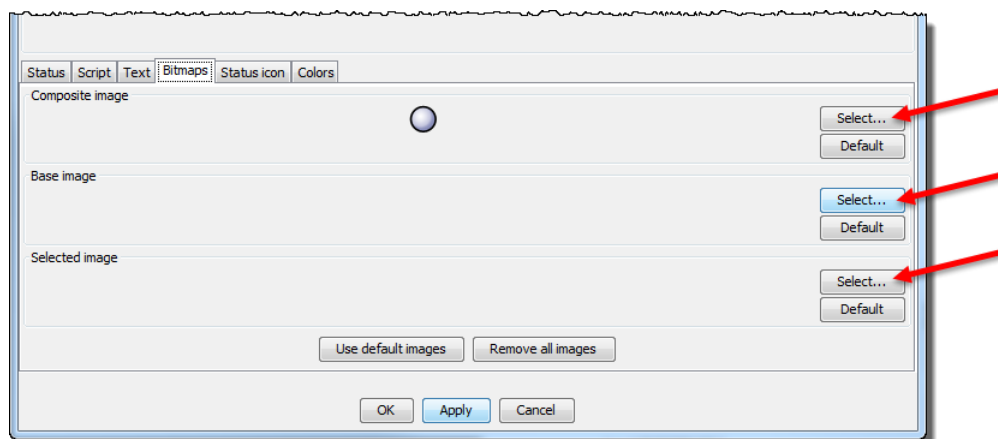 Status Script Text Bitmaps Status icon Colors
Composite image
Select...
Default
Base image
Select...
Default
Selected image
Select...
Default
Use default images Remove all images
OK Apply Cancel